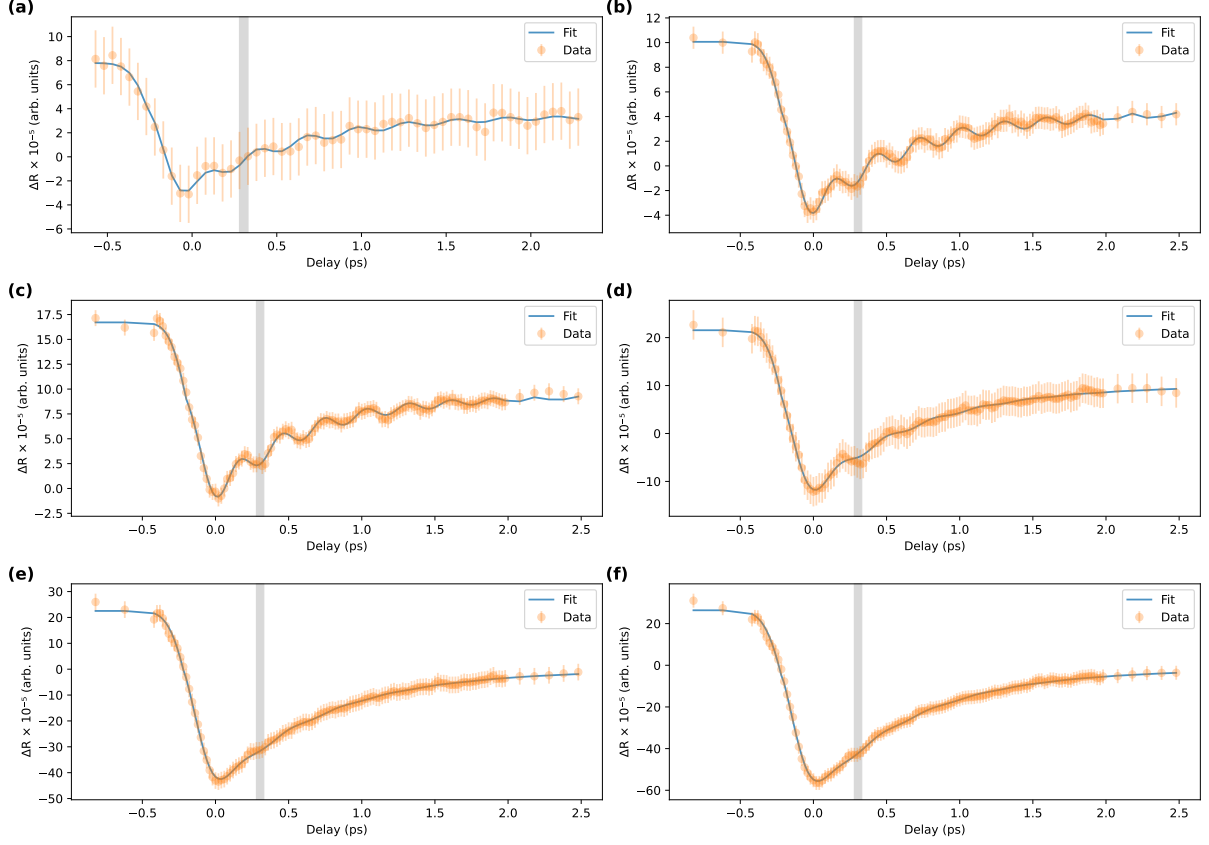 (a)
ΔR × 10⁻⁵ (arb. units)
10
8
6
4
2
0
−2
−4
−6
Fit
Data
−0.5 0.0 0.5 1.0 1.5 2.0
Delay (ps)
(b)
ΔR × 10⁻⁵ (arb. units)
12
10
8
6
4
2
0
−2
−4
Fit
Data
−0.5 0.0 0.5 1.0 1.5 2.0 2.5
Delay (ps)
(c)
ΔR × 10⁻⁵ (arb. units)
17.5
15.0
12.5
10.0
7.5
5.0
2.5
0.0
−2.5
Fit
Data
−0.5 0.0 0.5 1.0 1.5 2.0 2.5
Delay (ps)
(d)
ΔR × 10⁻⁵ (arb. units)
20
10
0
−10
Fit
Data
−0.5 0.0 0.5 1.0 1.5 2.0 2.5
Delay (ps)
(e)
ΔR × 10⁻⁵ (arb. units)
30
20
10
0
−10
−20
−30
−40
−50
Fit
Data
−0.5 0.0 0.5 1.0 1.5 2.0 2.5
Delay (ps)
(f)
ΔR × 10⁻⁵ (arb. units)
20
0
−20
−40
−60
Fit
Data
−0.5 0.0 0.5 1.0 1.5 2.0 2.5
Delay (ps)